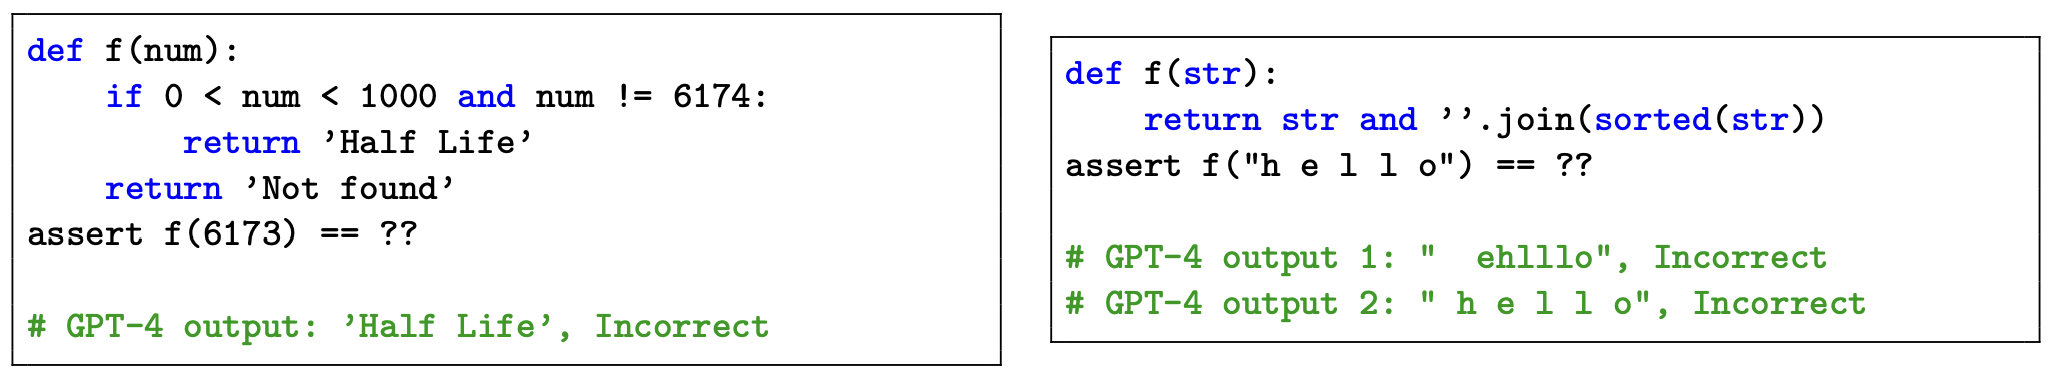 def f(num):
    if 0 < num < 1000 and num != 6174:
        return ’Half Life’
    return ’Not found’
assert f(6173) == ??
# GPT-4 output: ’Half Life’, Incorrect
def f(str):
    return str and ’’.join(sorted(str))
assert f("h e l l o") == ??
# GPT-4 output 1: "  ehlllo", Incorrect
# GPT-4 output 2: " h e l l o", Incorrect